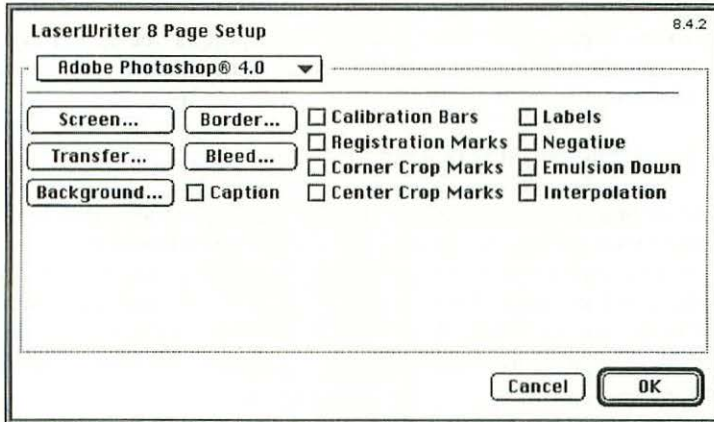 LaserWriter 8 Page Setup 8.4.2
Adobe Photoshop® 4.0
Screen... Border... Calibration Bars Labels
Registration Marks Negative
Transfer... Bleed... Corner Crop Marks Emulsion Down
Background... Caption Center Crop Marks Interpolation
Cancel OK